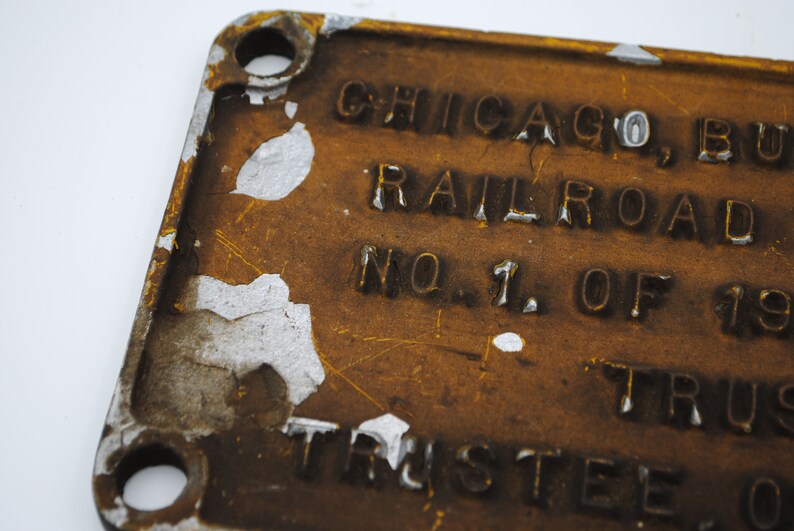 CHICAGO, BU
RAILROAD
NO. 1. OF 19
TRUS
TRUSTEE, O